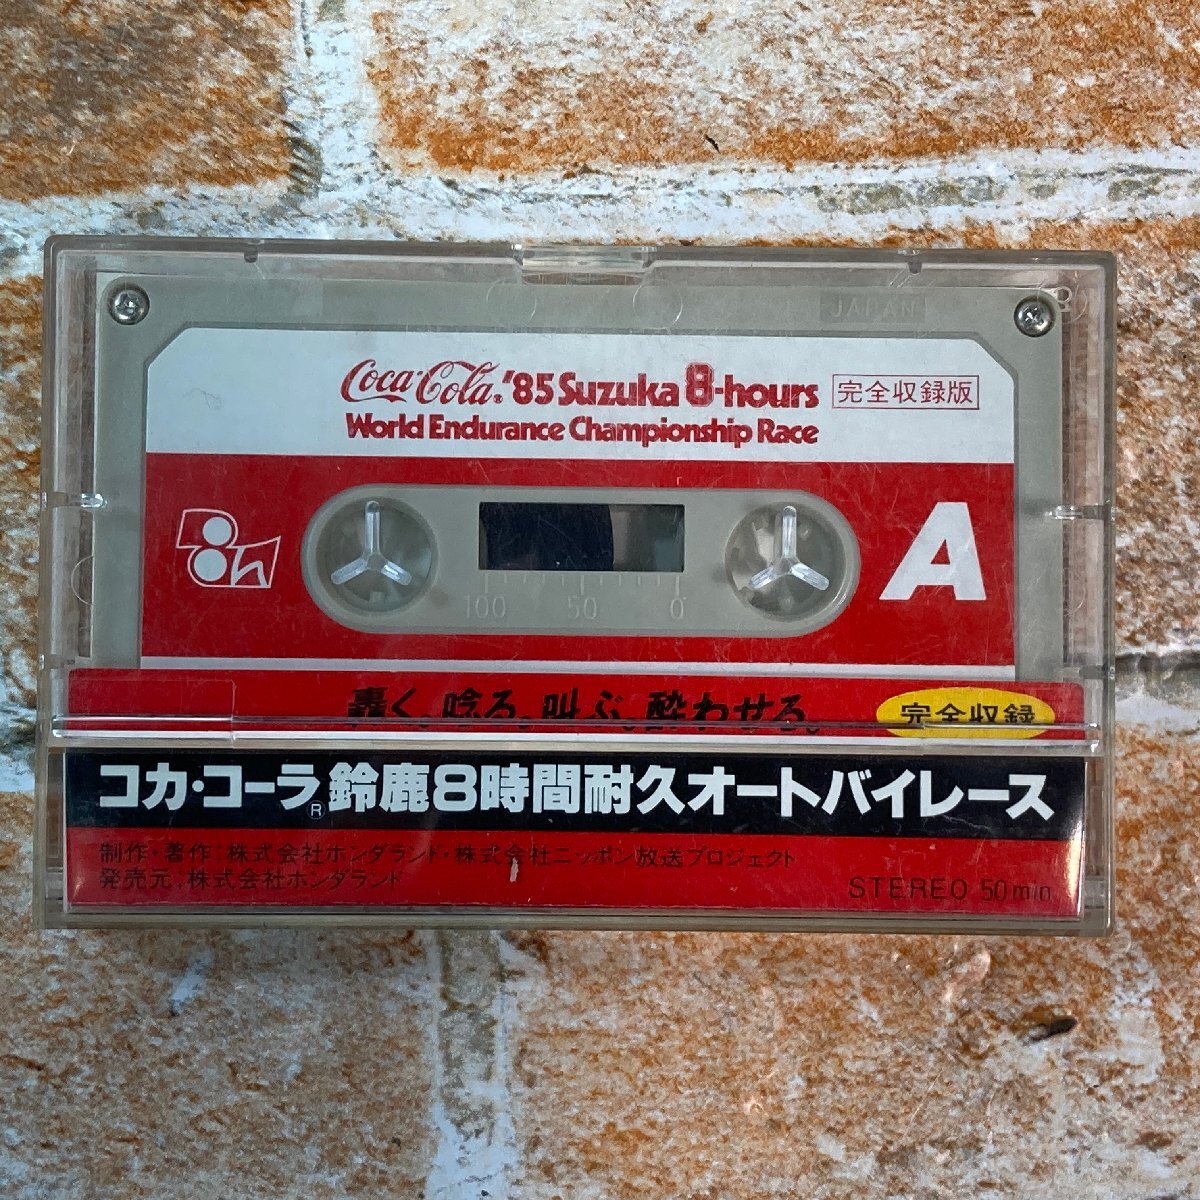 JAPAN
Coca-Cola® '85 Suzuka 8-hours 完全収録版
World Endurance Championship Race
8h
A
100 50 0
轟く、唸る。叫ぶ、酔わせる。 完全収録
コカ・コーラ®鈴鹿8時間耐久オートバイレース
制作・著作:株式会社ホンダランド・株式会社ニッポン放送プロジェクト
発売元:株式会社ホンダランド
STEREO 50min